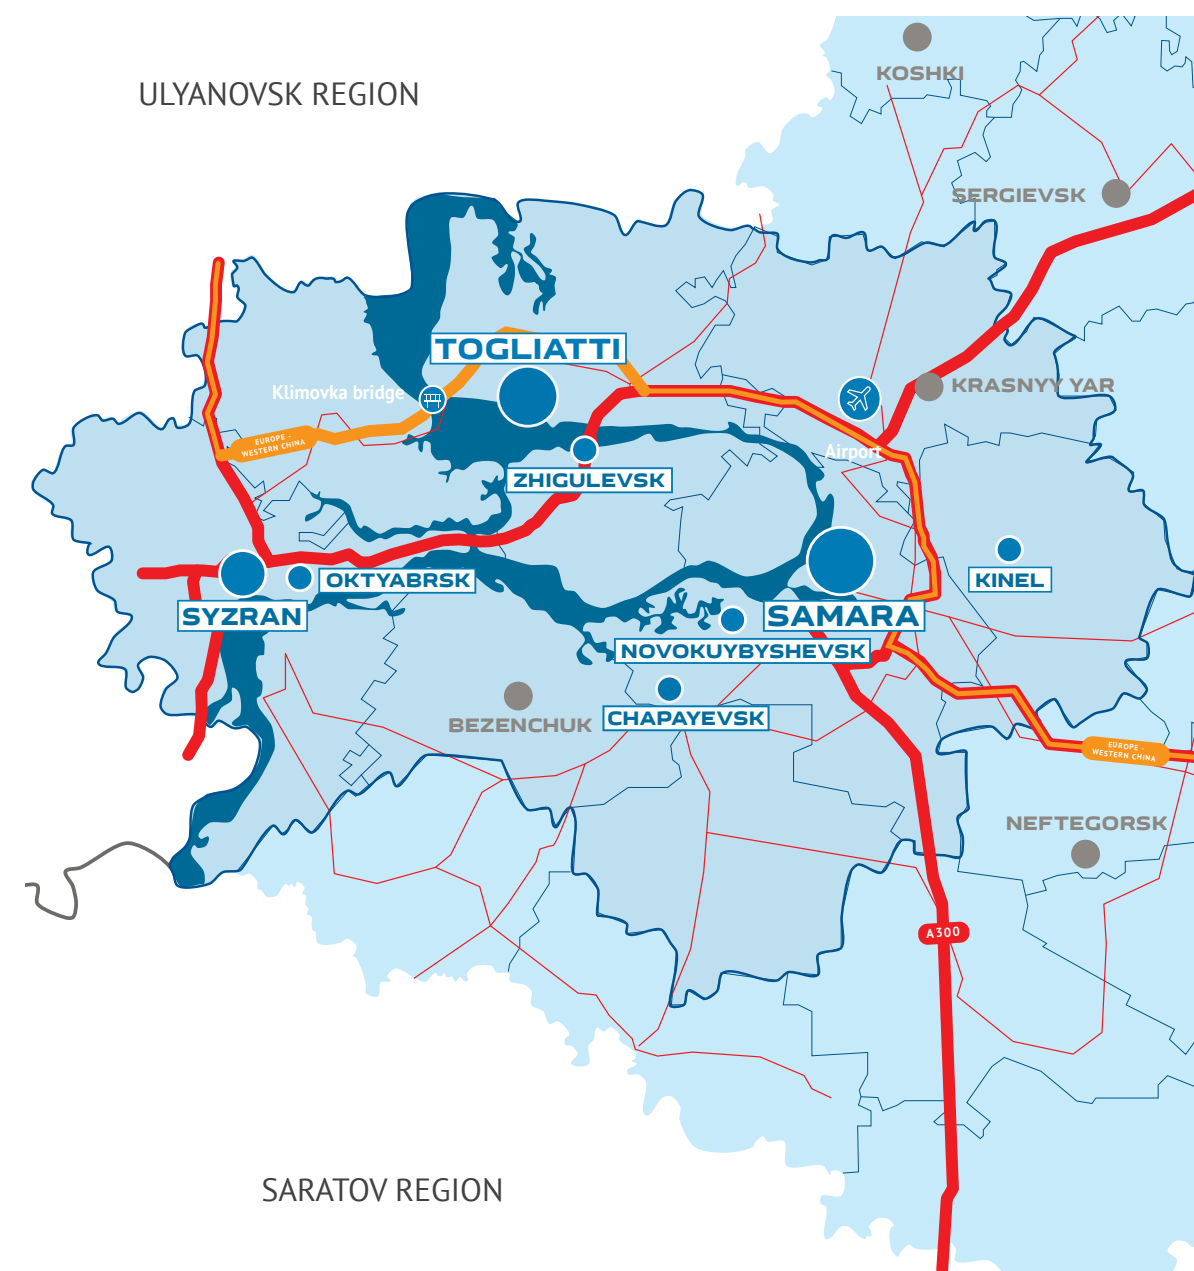 KOSHKI
ULYANOVSK REGION
SERGIEVSK
TOGLIATTI
KRASNYY YAR
Klimovka bridge
EUROPE -
WESTERN CHINA
Airport
ZHIGULEVSK
OKTYABRSK
KINEL
SYZRAN
SAMARA
NOVOKUYBYSHEVSK
CHAPAYEVSK
BEZENCHUK
EUROPE -
WESTERN CHINA
NEFTEGORSK
A300
SARATOV REGION